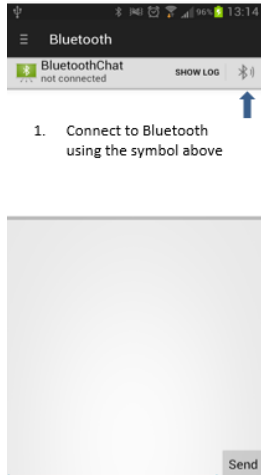 96% 13:14
Bluetooth
BluetoothChat
not connected
SHOW LOG
1. Connect to Bluetooth
using the symbol above
Send